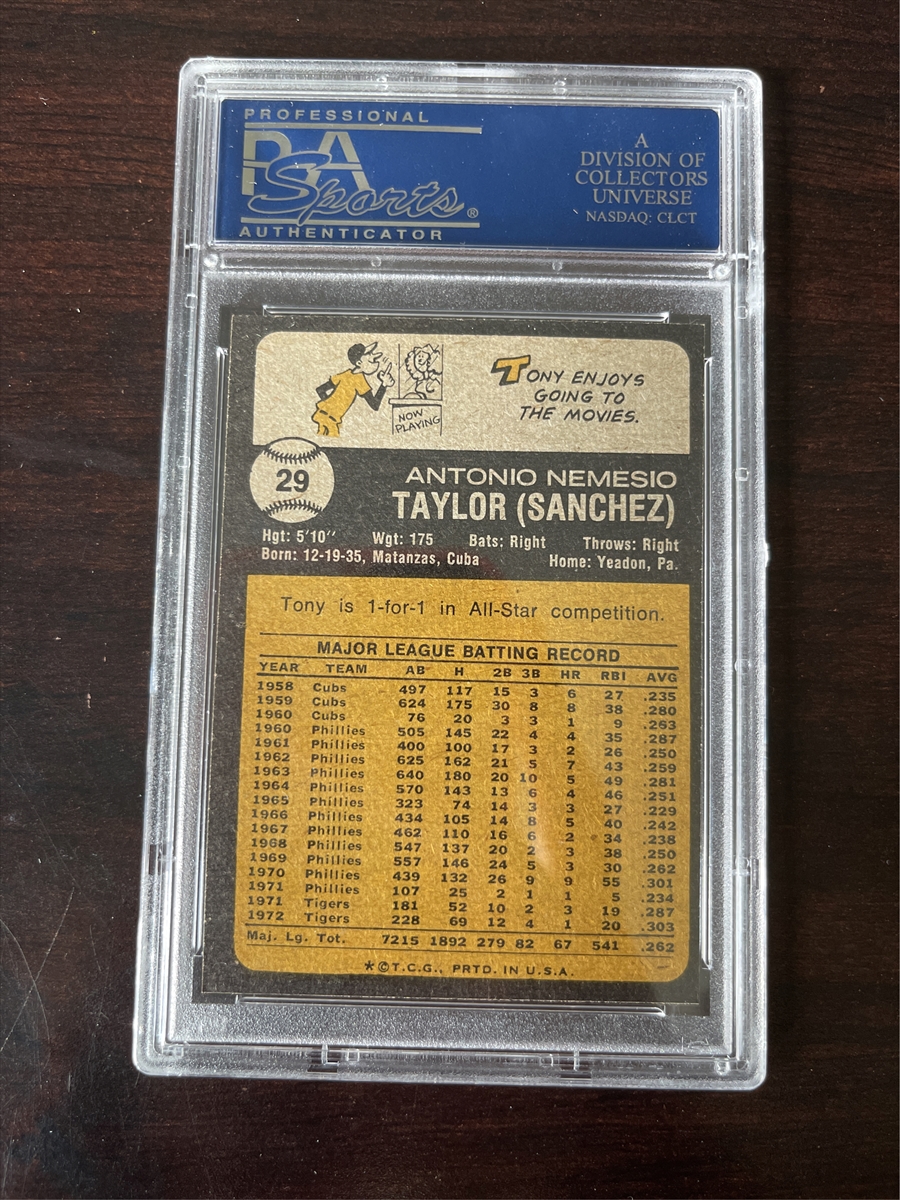 PROFESSIONAL
PSA
Sports®
AUTHENTICATOR
A
DIVISION OF
COLLECTORS
UNIVERSE
NASDAQ: CLCT
NOW
PLAYING
TONY ENJOYS
GOING TO
THE MOVIES.
29
ANTONIO NEMESIO
TAYLOR (SANCHEZ)
Hgt: 5'10" Wgt: 175 Bats: Right Throws: Right
Born: 12-19-35, Matanzas, Cuba Home: Yeadon, Pa.
Tony is 1-for-1 in All-Star competition.
MAJOR LEAGUE BATTING RECORD
YEAR TEAM AB H 2B 3B HR RBI AVG
1958 Cubs 497 117 15 3 6 27 .235
1959 Cubs 624 175 30 8 8 38 .280
1960 Cubs 76 20 3 3 1 9 .263
1960 Phillies 505 145 22 4 4 35 .287
1961 Phillies 400 100 17 3 2 26 .250
1962 Phillies 625 162 21 5 7 43 .259
1963 Phillies 640 180 20 10 5 49 .281
1964 Phillies 570 143 13 6 4 46 .251
1965 Phillies 323 74 14 3 3 27 .229
1966 Phillies 434 105 14 8 5 40 .242
1967 Phillies 462 110 16 6 2 34 .238
1968 Phillies 547 137 20 2 3 38 .250
1969 Phillies 557 146 24 5 3 30 .262
1970 Phillies 439 132 26 9 9 55 .301
1971 Phillies 107 25 2 1 1 5 .234
1971 Tigers 181 52 10 2 3 19 .287
1972 Tigers 228 69 12 4 1 20 .303
Maj. Lg. Tot. 7215 1892 279 82 67 541 .262
*©T.C.G., PRTD. IN U.S.A.